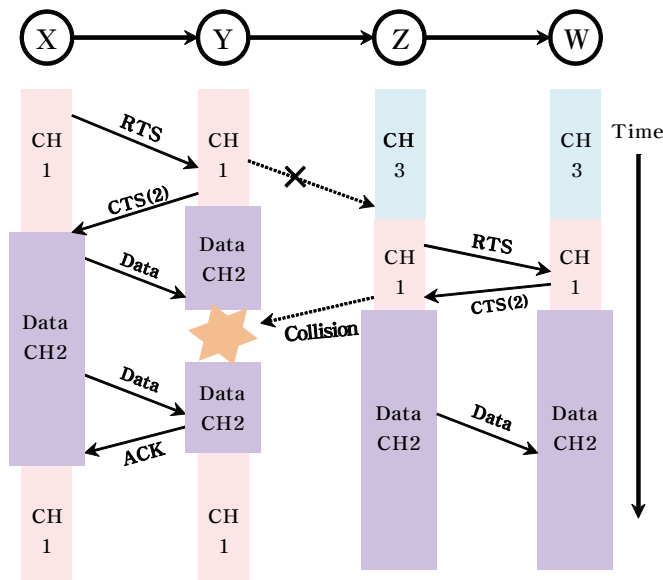 X Y Z W
Time
CH
1
CH
1
CH
3
CH
3
RTS
CTS(2)
Data
CH2
CH
1
RTS
CH
1
Data
CTS(2)
Collision
Data
CH2
Data
Data
CH2
ACK
Data
CH2
Data
Data
CH2
CH
1
CH
1